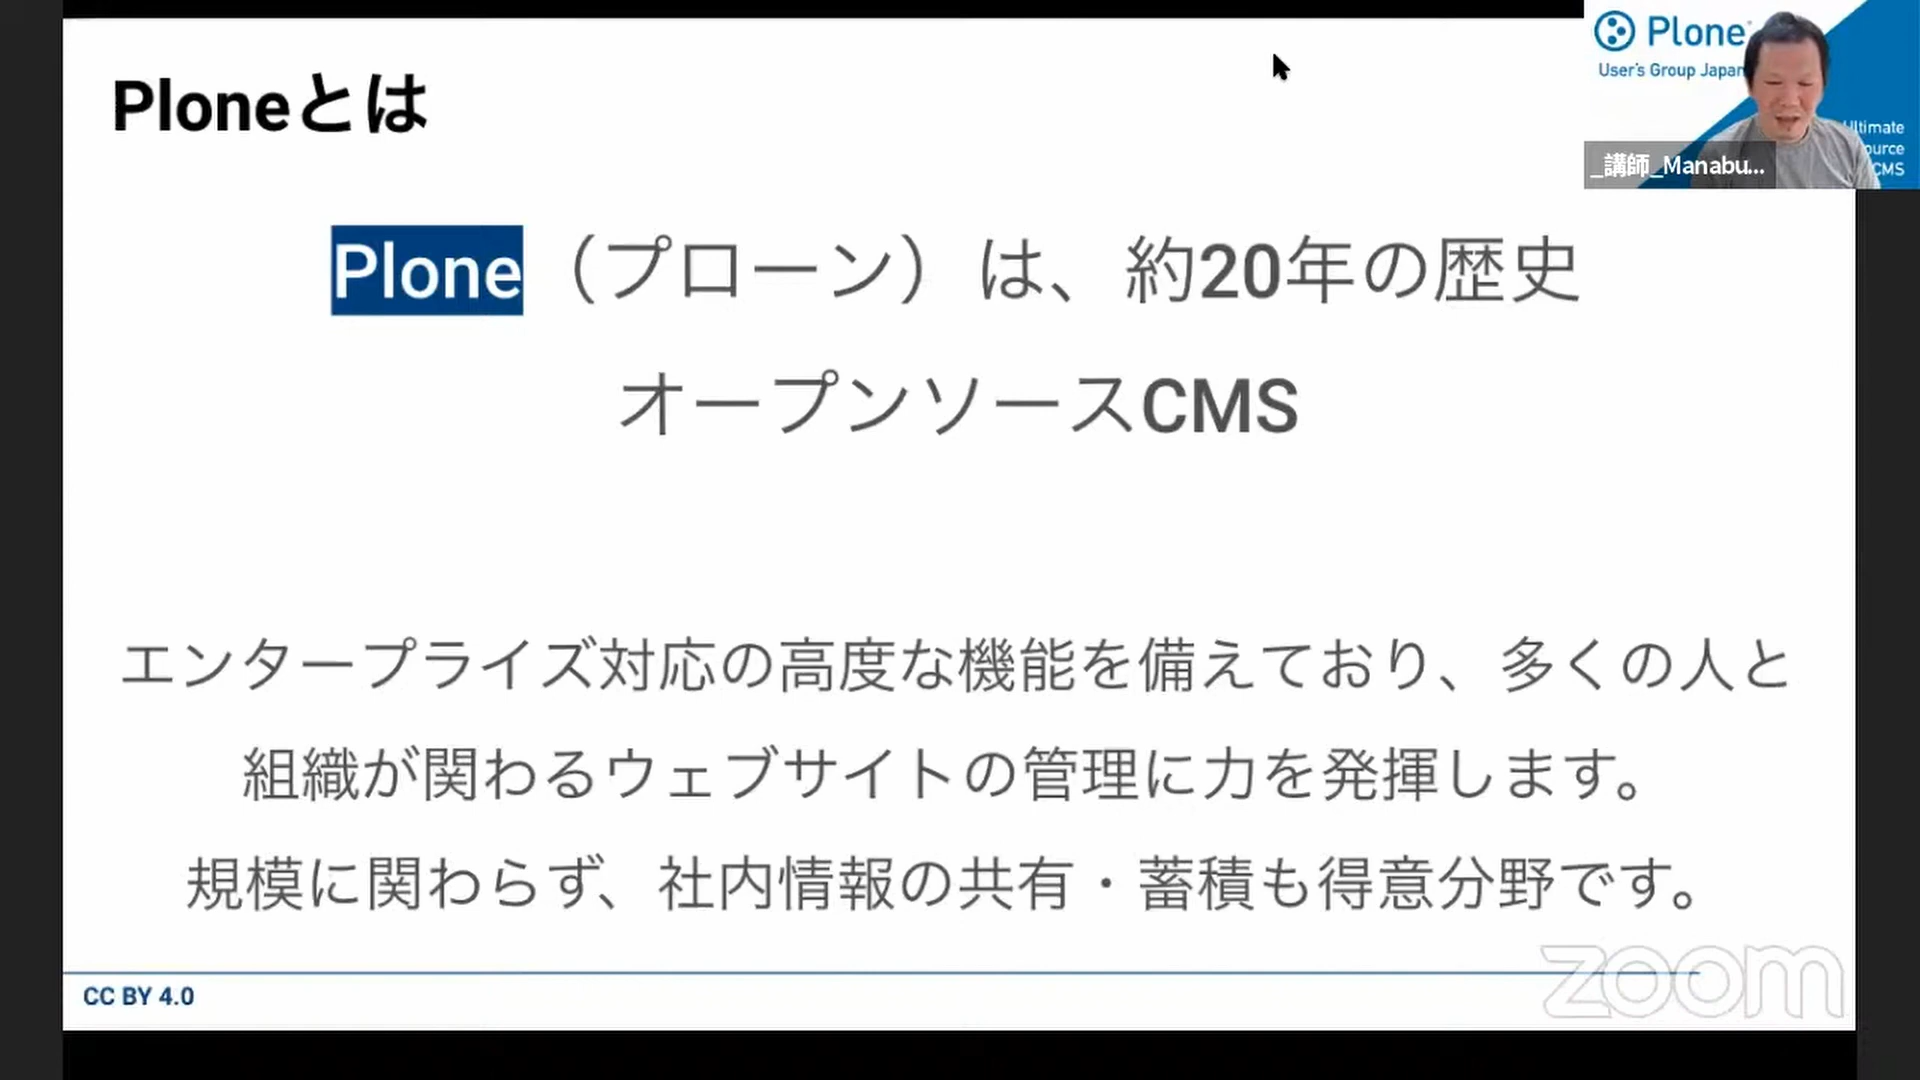 Ploneとは
Plone（プローン）は、約20年の歴史
オープンソースCMS
エンタープライズ対応の高度な機能を備えており、多くの人と
組織が関わるウェブサイトの管理に力を発揮します。
規模に関わらず、社内情報の共有・蓄積も得意分野です。
CC BY 4.0
zoom
Plone
User's Group Japan
CMS
_講師_Manabu...